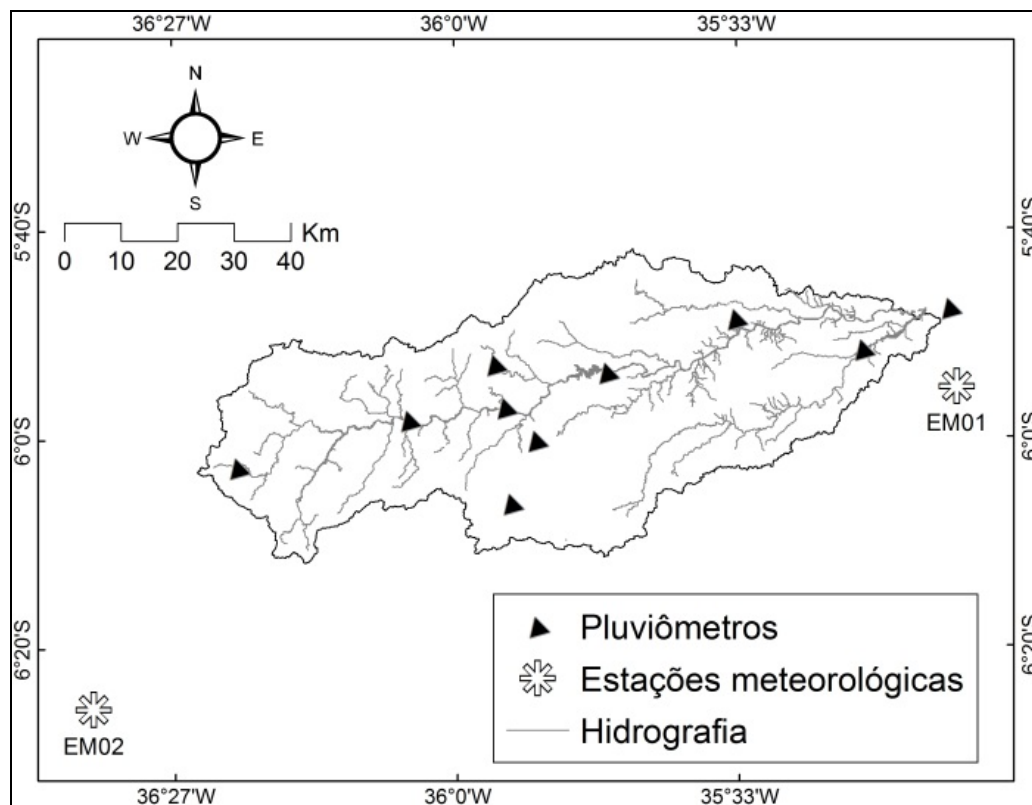 36°27'W 36°0'W 35°33'W
N
W E
S
Km
0 10 20 30 40
5°40'S 5°40'S
EM01
6°0'S 6°0'S
Pluviômetros
6°20'S 6°20'S
Estações meteorológicas
EM02
Hidrografia
36°27'W 36°0'W 35°33'W